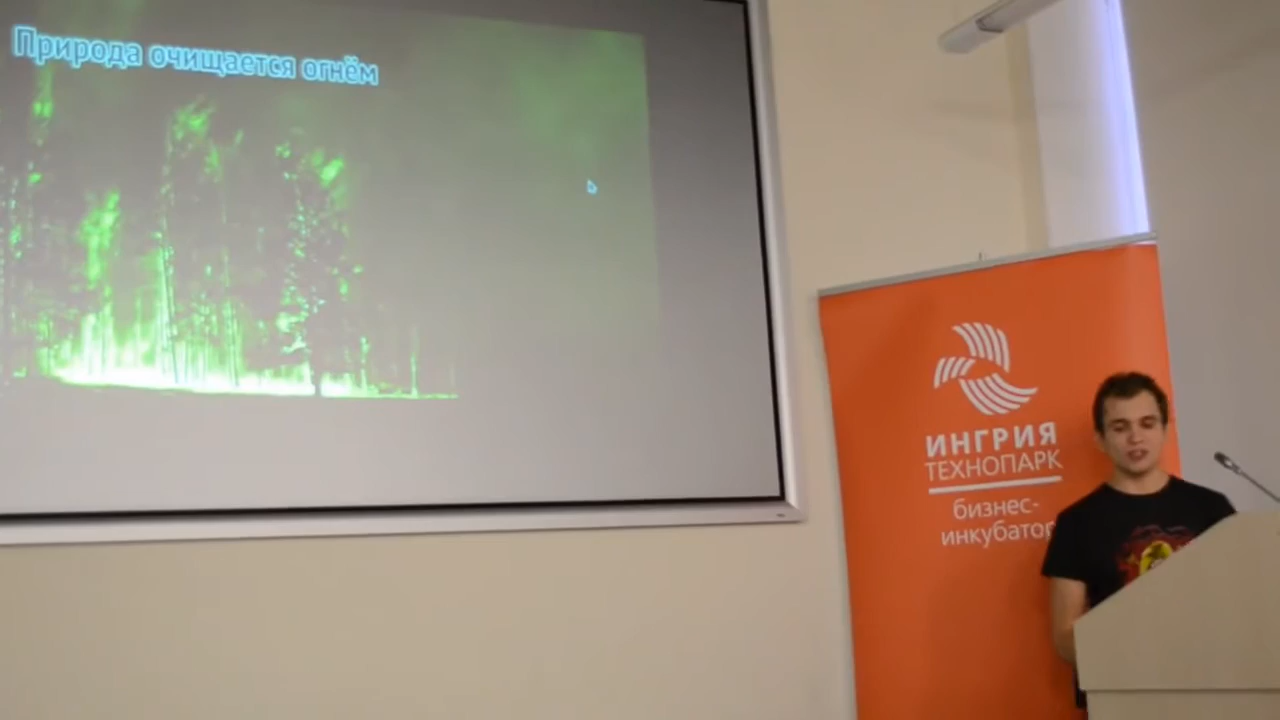 Природа очищается огнём
ИНГРИЯ
ТЕХНОПАРК
бизнес-
инкубатор